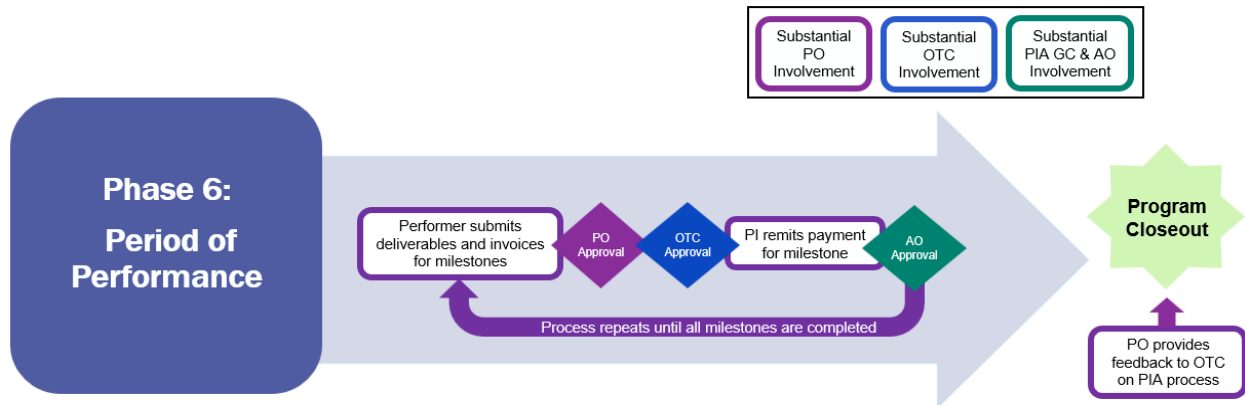 Substantial
PO
Involvement
Substantial
OTC
Involvement
Substantial
PIA GC & AO
Involvement
Phase 6:
Period of
Performance
Performer submits
deliverables and invoices
for milestones
PO
Approval
OTC
Approval
PI remits payment
for milestone
AO
Approval
Process repeats until all milestones are completed
Program
Closeout
PO provides
feedback to OTC
on PIA process